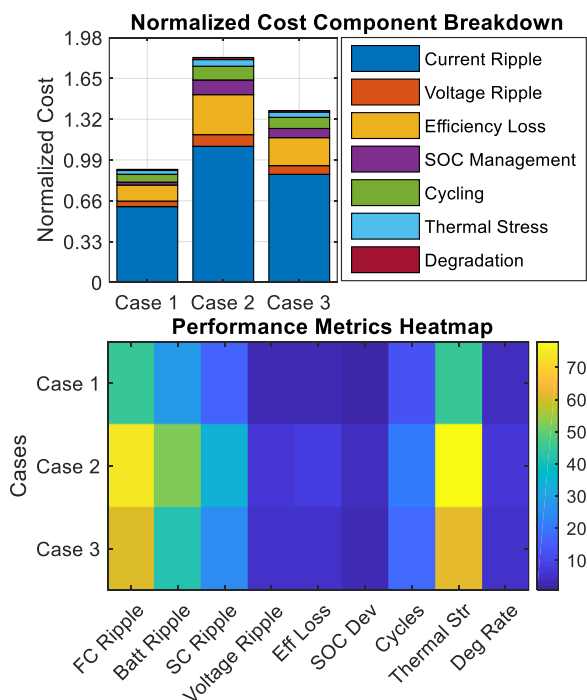 Normalized Cost Component Breakdown
Normalized Cost
1.98
1.65
1.32
0.99
0.66
0.33
0
Case 1
Case 2
Case 3
Current Ripple
Voltage Ripple
Efficiency Loss
SOC Management
Cycling
Thermal Stress
Degradation
Performance Metrics Heatmap
Cases
Case 1
Case 2
Case 3
FC Ripple
Batt Ripple
SC Ripple
Voltage Ripple
Eff Loss
SOC Dev
Cycles
Thermal Str
Deg Rate
70
60
50
40
30
20
10